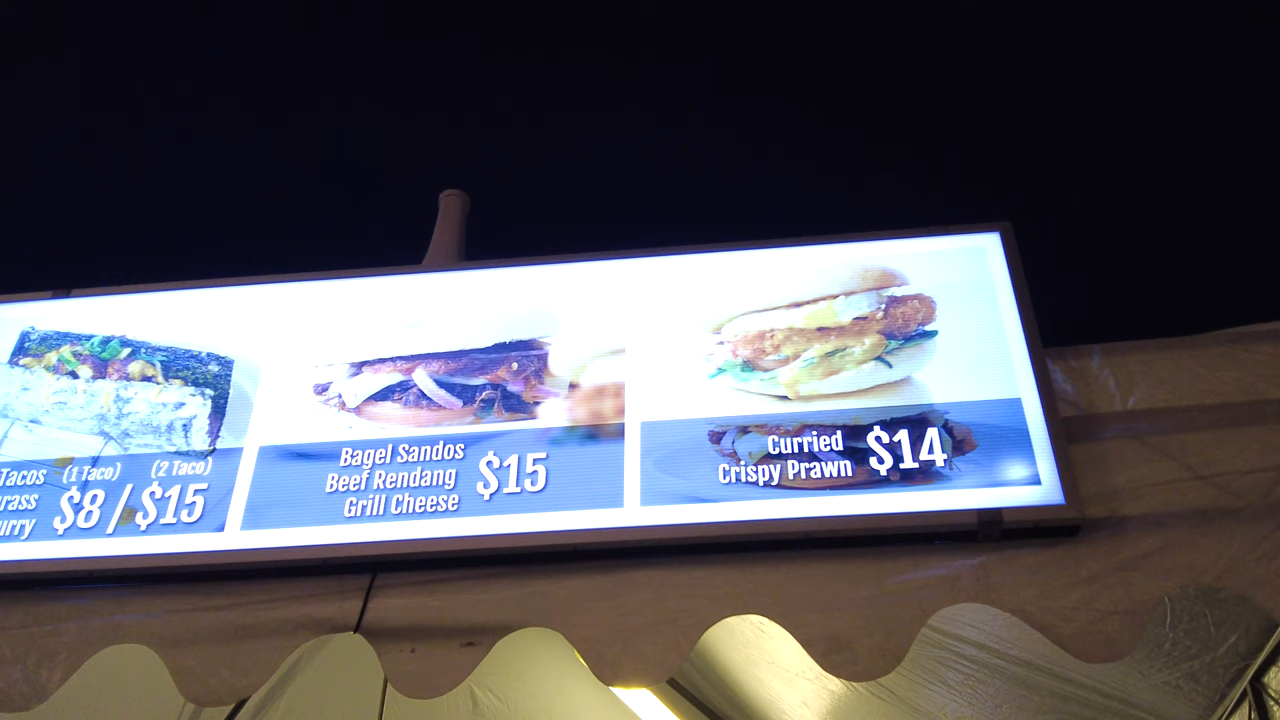 Tacos (1 Taco) (2 Taco)
$8 / $15
Bagel Sandos
Beef Rendang
Grill Cheese
$15
Curried
Crispy Prawn
$14